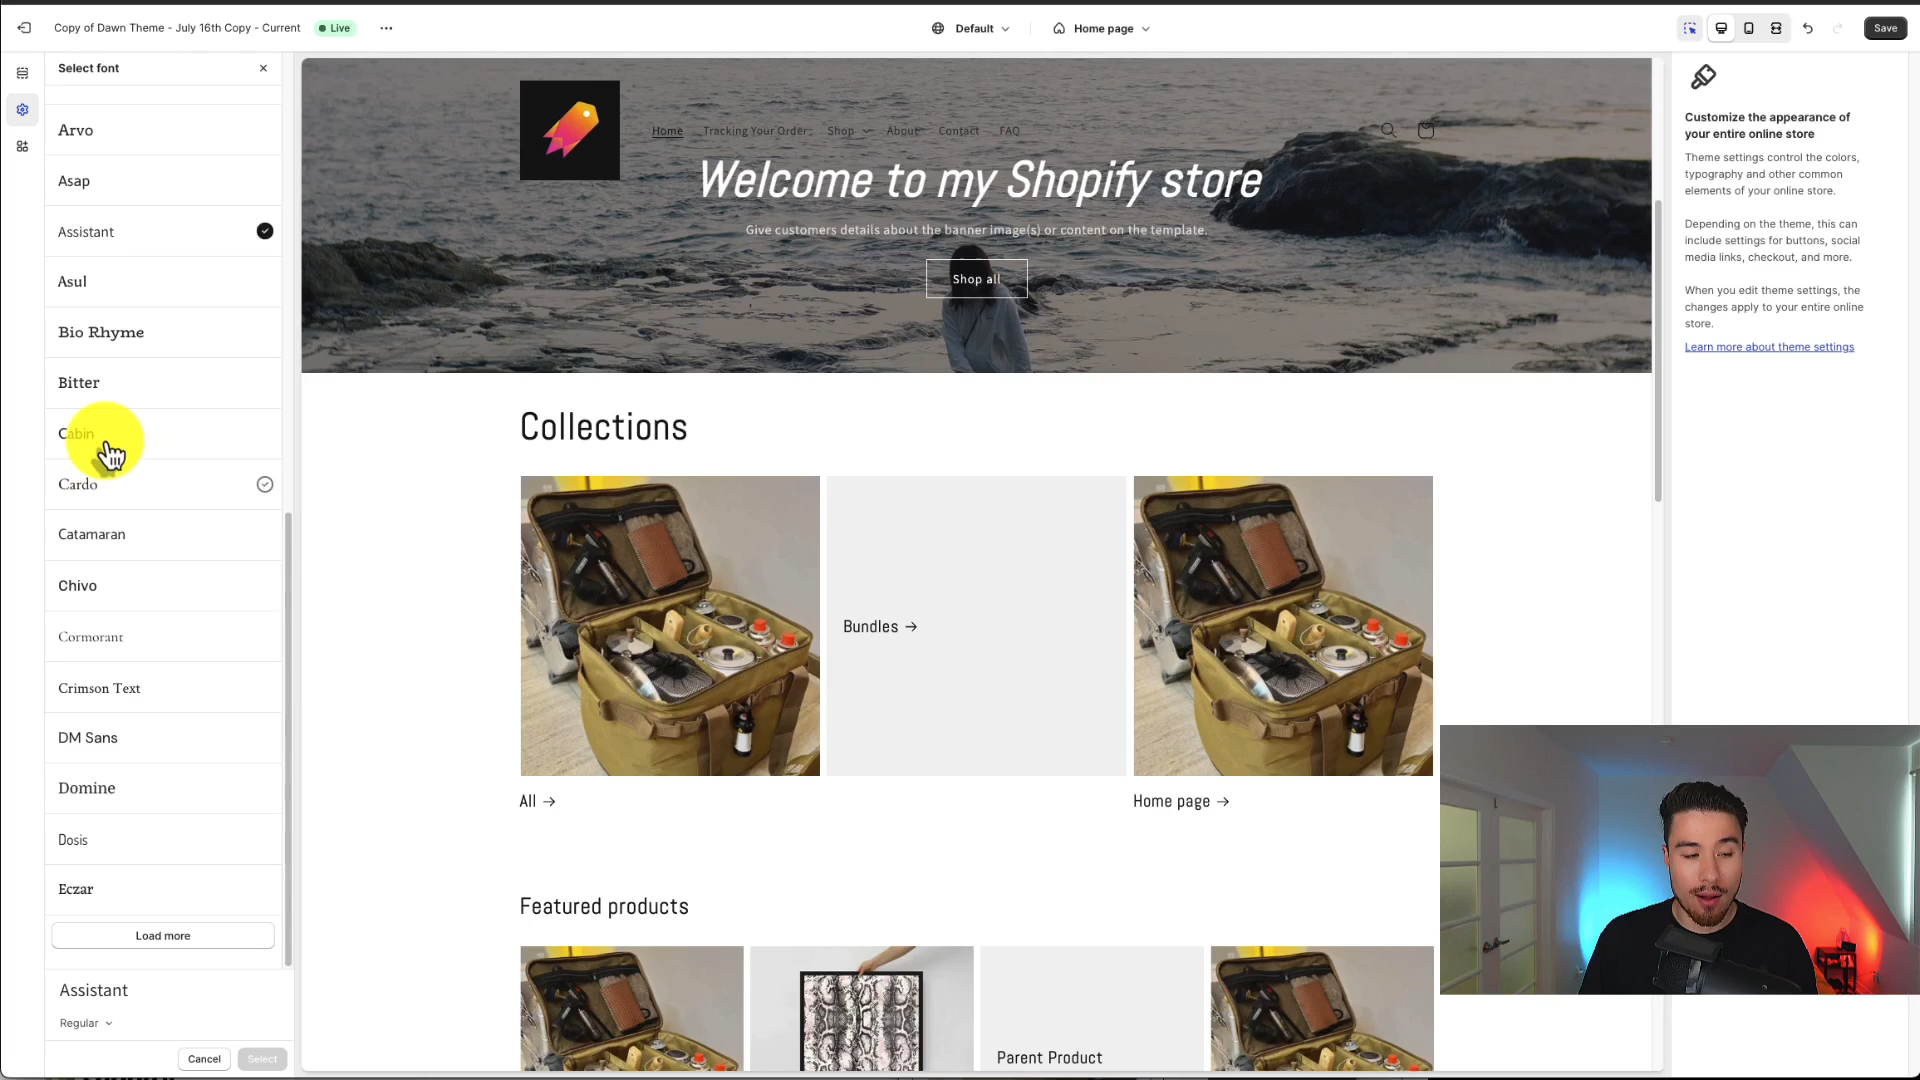 Copy of Dawn Theme - July 16th Copy - Current
Live
Default
Home page
Save
Select font
Arvo
Asap
Assistant
Asul
Bio Rhyme
Bitter
Cabin
Cardo
Catamaran
Chivo
Cormorant
Crimson Text
DM Sans
Domine
Dosis
Eczar
Load more
Assistant
Regular
Cancel
Select
Home
Tracking Your Order
Shop
About
Contact
FAQ
Welcome to my Shopify store
Give customers details about the banner image(s) or content on the template.
Shop all
Collections
Bundles →
All →
Home page →
Featured products
Parent Product
Customize the appearance of
your entire online store
Theme settings control the colors,
typography and other common
elements of your online store.
Depending on the theme, this can
include settings for buttons, social
media links, checkout, and more.
When you edit theme settings, the
changes apply to your entire online
store.
Learn more about theme settings